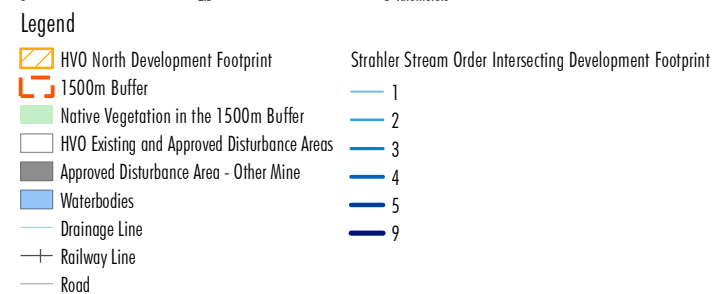 Legend
HVO North Development Footprint
1500m Buffer
Native Vegetation in the 1500m Buffer
HVO Existing and Approved Disturbance Areas
Approved Disturbance Area - Other Mine
Waterbodies
Drainage Line
Railway Line
Road
Strahler Stream Order Intersecting Development Footprint
1
2
3
4
5
9